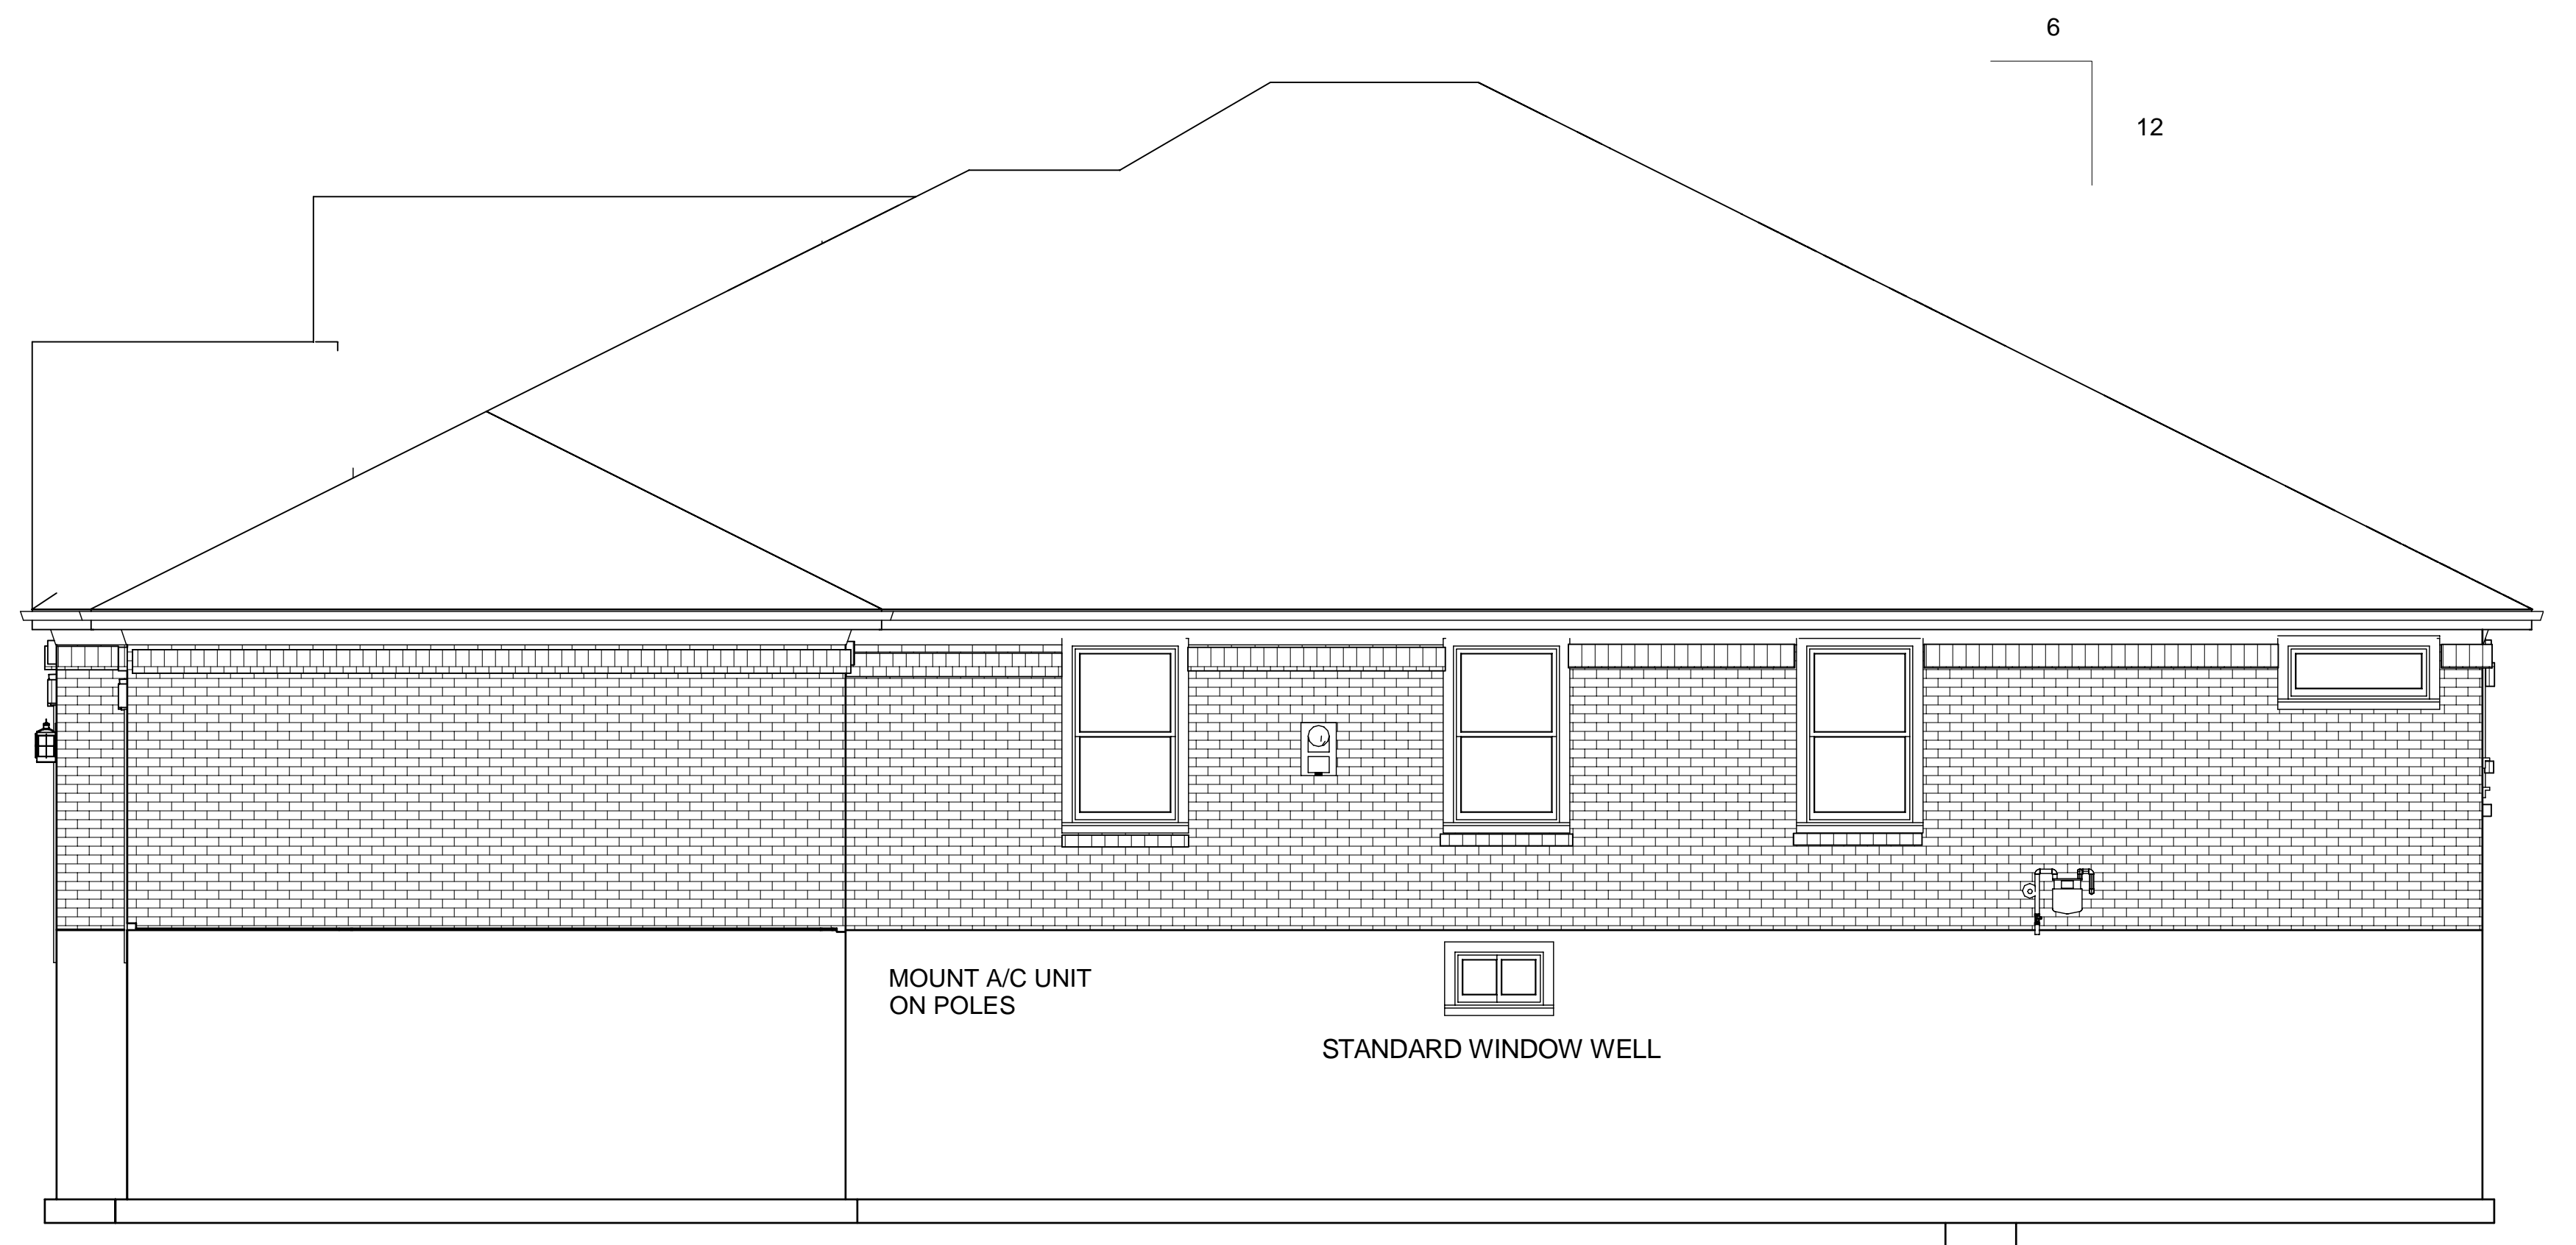 6
12
MOUNT A/C UNIT
ON POLES
STANDARD WINDOW WELL